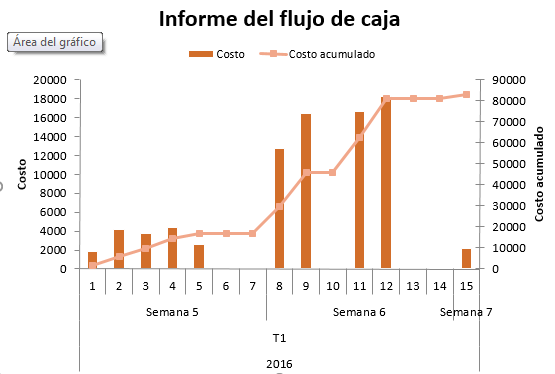 Informe del flujo de caja
Área del gráfico
Costo
Costo acumulado
20000
18000
16000
14000
12000
10000
8000
6000
4000
2000
0
Costo
90000
80000
70000
60000
50000
40000
30000
20000
10000
0
Costo acumulado
1 2 3 4 5 6 7 8 9 10 11 12 13 14 15
Semana 5 Semana 6 Semana 7
T1
2016